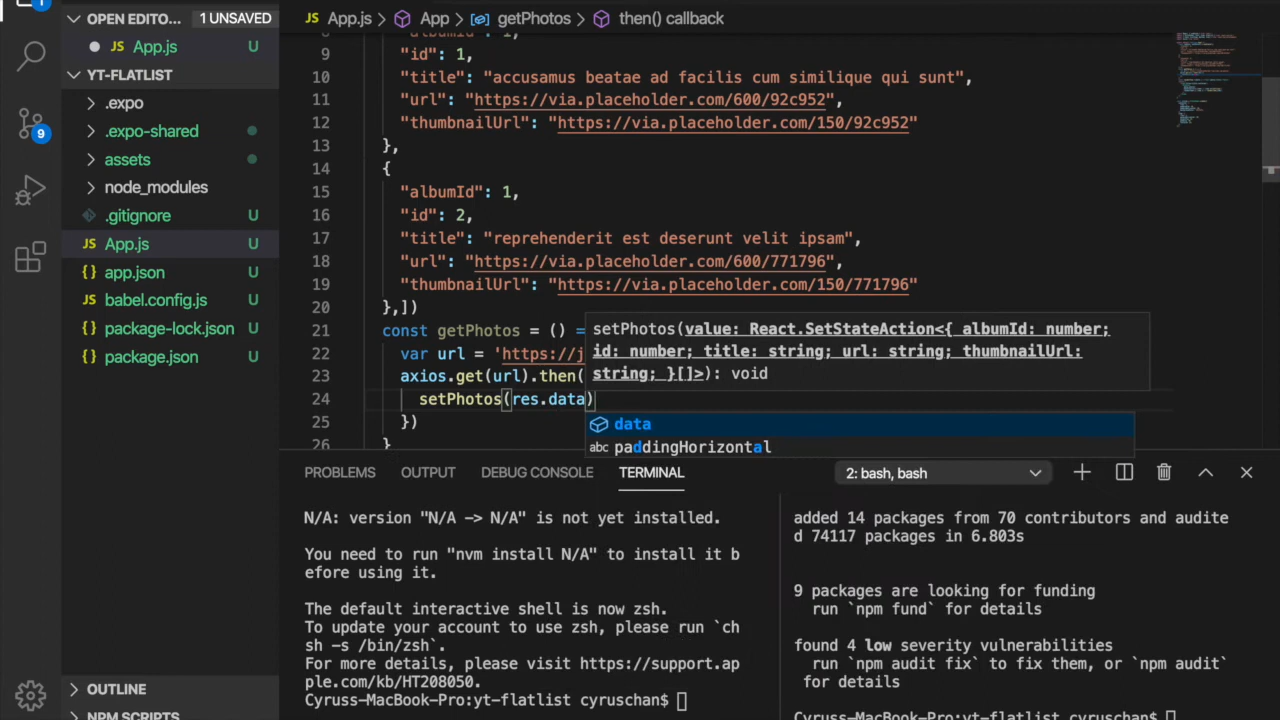 1
OPEN EDITO... 1 UNSAVED
JS App.js U
YT-FLATLIST
.expo
.expo-shared
assets
node_modules
.gitignore U
JS App.js U
{} app.json U
JS babel.config.js U
{} package-lock.json U
{} package.json U
9
OUTLINE
NPM SCRIPTS
JS App.js > App > getPhotos > then() callback
8 "albumId": 1,
9 "id": 1,
10 "title": "accusamus beatae ad facilis cum similique qui sunt",
11 "url": "https://via.placeholder.com/600/92c952",
12 "thumbnailUrl": "https://via.placeholder.com/150/92c952"
13 },
14 {
15 "albumId": 1,
16 "id": 2,
17 "title": "reprehenderit est deserunt velit ipsam",
18 "url": "https://via.placeholder.com/600/771796",
19 "thumbnailUrl": "https://via.placeholder.com/150/771796"
20 },])
21 const getPhotos = () =
22 var url = 'https://j
23 axios.get(url).then(
24 setPhotos(res.data)
25 })
26 }
setPhotos(value: React.SetStateAction<{ albumId: number;
id: number; title: string; url: string; thumbnailUrl:
string; }[]>): void
data
abc paddingHorizontal
PROBLEMS OUTPUT DEBUG CONSOLE TERMINAL 2: bash, bash
N/A: version "N/A -> N/A" is not yet installed.
You need to run "nvm install N/A" to install it b
efore using it.
The default interactive shell is now zsh.
To update your account to use zsh, please run `ch
sh -s /bin/zsh`.
For more details, please visit https://support.ap
ple.com/kb/HT208050.
Cyruss-MacBook-Pro:yt-flatlist cyruschan$
added 14 packages from 70 contributors and audite
d 74117 packages in 6.803s
9 packages are looking for funding
run `npm fund` for details
found 4 low severity vulnerabilities
run `npm audit fix` to fix them, or `npm audit`
for details
Cyruss-MacBook-Pro:yt-flatlist cyruschan$